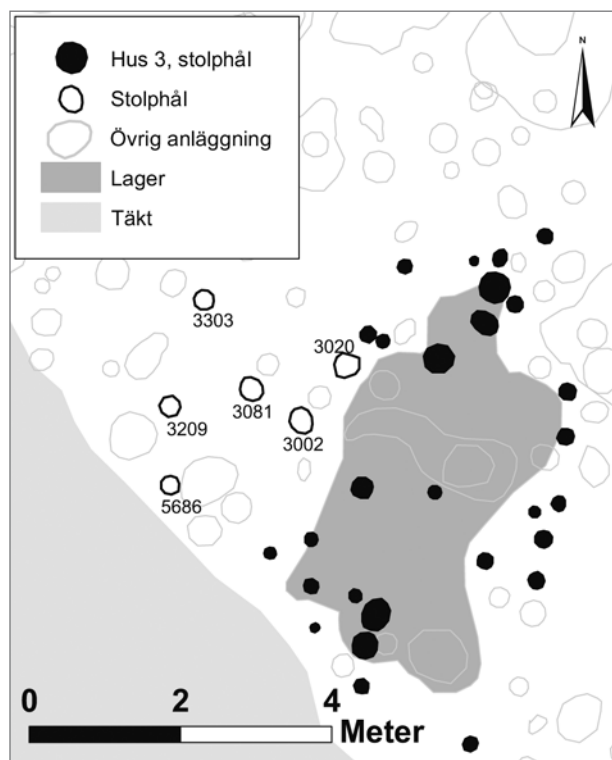 Hus 3, stolphål
Stolphål
Övrig anläggning
Lager
Täkt
N
3303
3020
3081
3209
3002
5686
0 2 4
Meter